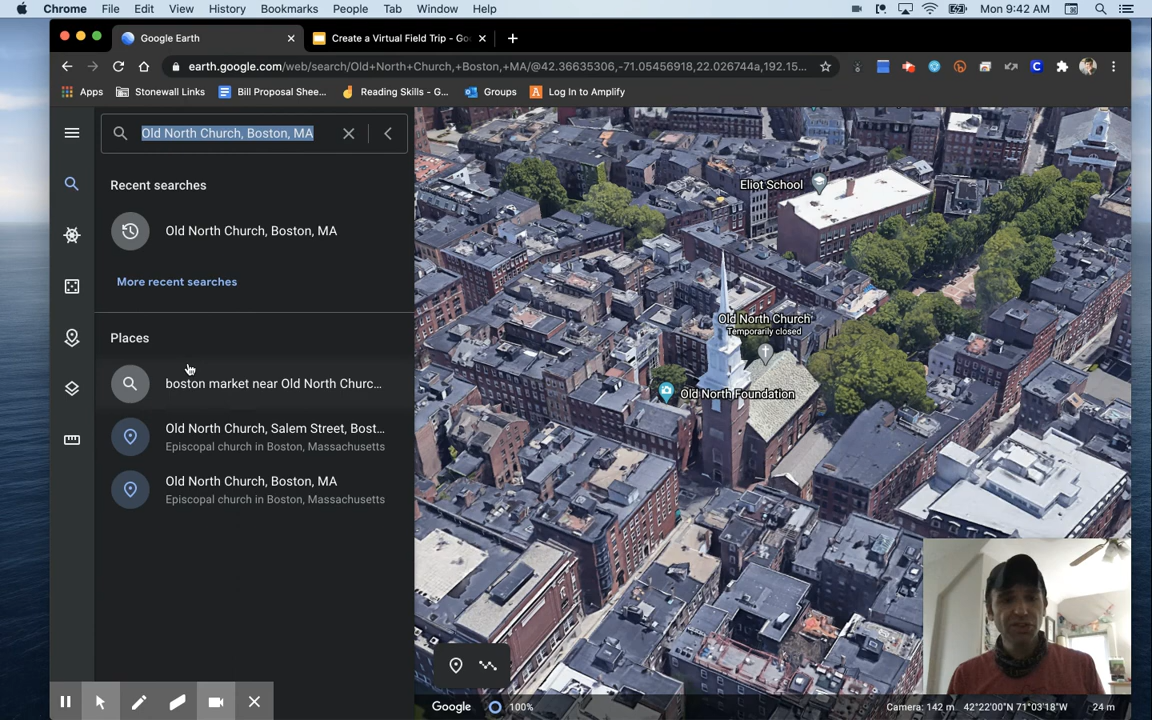 Chrome File Edit View History Bookmarks People Tab Window Help Mon 9:42 AM
Google Earth
Create a Virtual Field Trip - Go
earth.google.com/web/search/Old+North+Church,+Boston,+MA/@42.36635306,-71.05456918,22.026744a,192.15...
Apps Stonewall Links Bill Proposal Shee... Reading Skills - G... Groups Log In to Amplify
Old North Church, Boston, MA
Recent searches
Old North Church, Boston, MA
More recent searches
Places
boston market near Old North Churc...
Old North Church, Salem Street, Bost...
Episcopal church in Boston, Massachusetts
Old North Church, Boston, MA
Episcopal church in Boston, Massachusetts
Eliot School
Old North Church
Temporarily closed
Old North Foundation
Google 100% Camera: 142 m 42°22'00"N 71°03'18"W 24 m